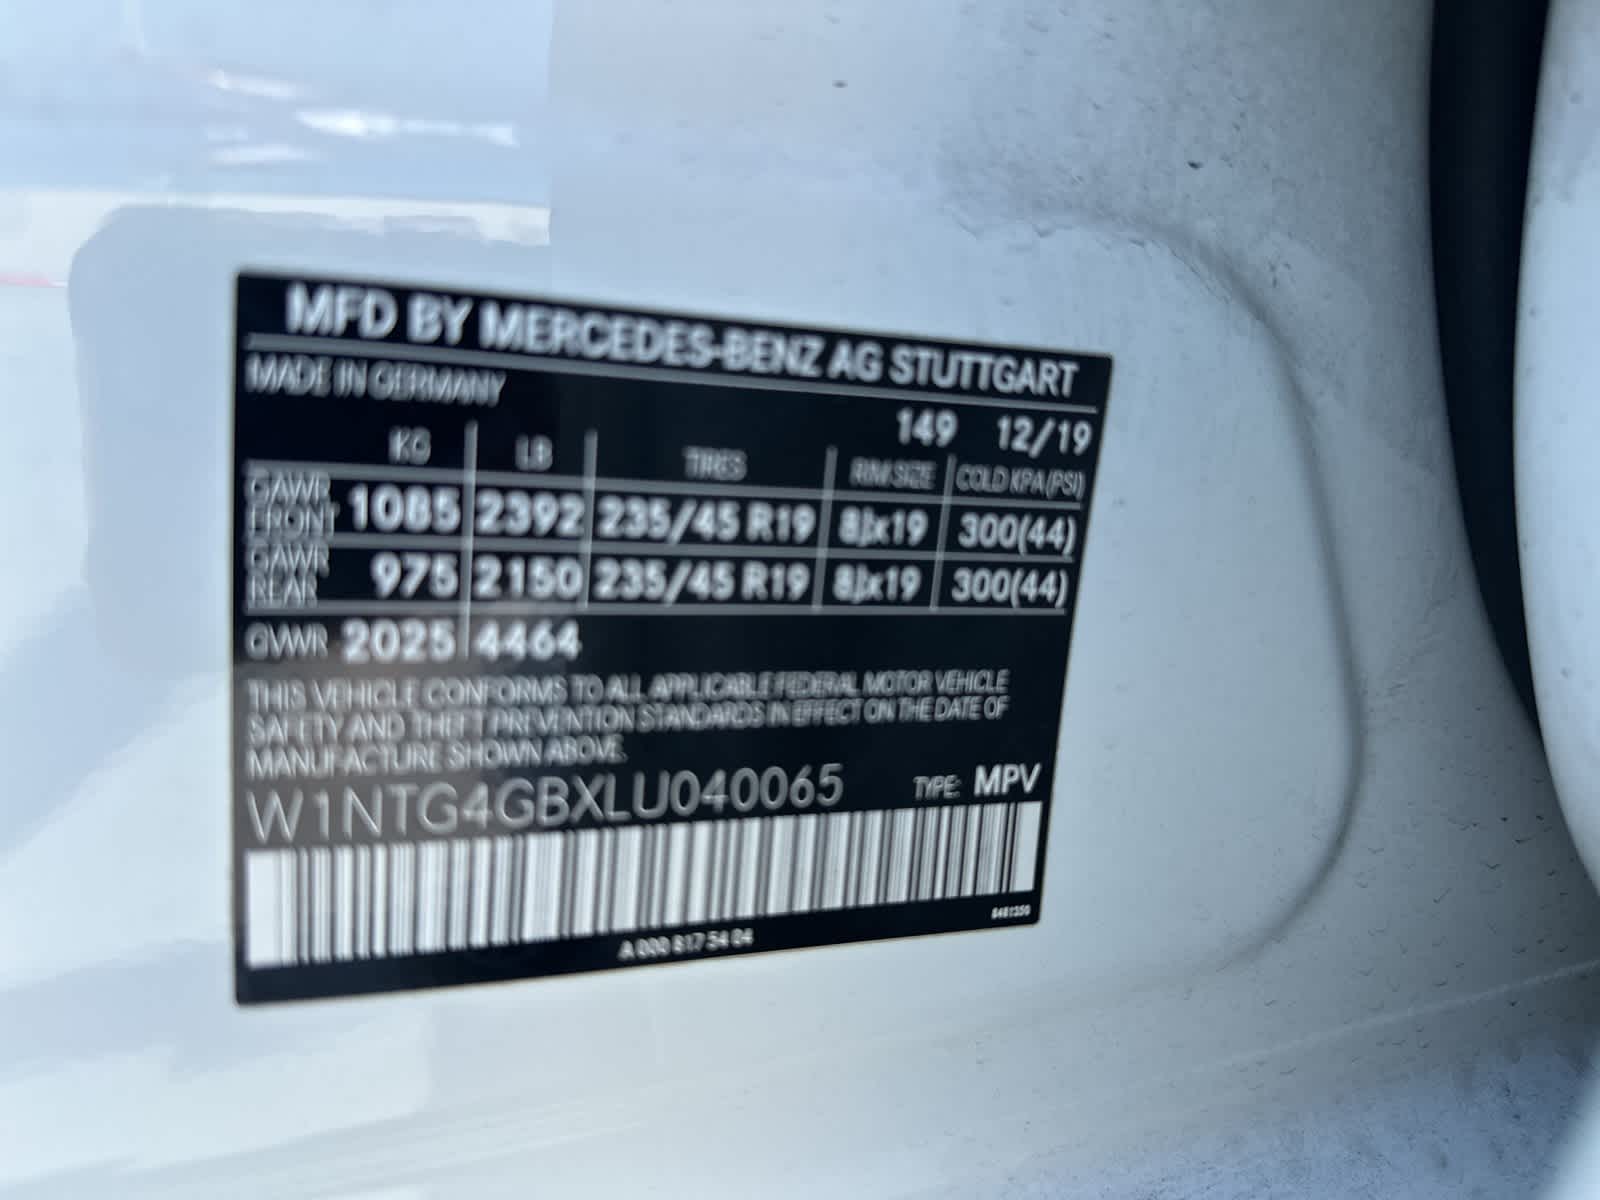 MFD BY MERCEDES-BENZ AG STUTTGART
MADE IN GERMANY
149 12/19
KG LB TIRES RIM SIZE COLD KPA(PSI)
GAWR FRONT 1085 2392 235/45 R19 8Jx19 300(44)
GAWR REAR 975 2150 235/45 R19 8Jx19 300(44)
GVWR 2025 4464
THIS VEHICLE CONFORMS TO ALL APPLICABLE FEDERAL MOTOR VEHICLE
SAFETY AND THEFT PREVENTION STANDARDS IN EFFECT ON THE DATE OF
MANUFACTURE SHOWN ABOVE.
W1NTG4GBXLU040065 TYPE: MPV
A 000 817 54 04